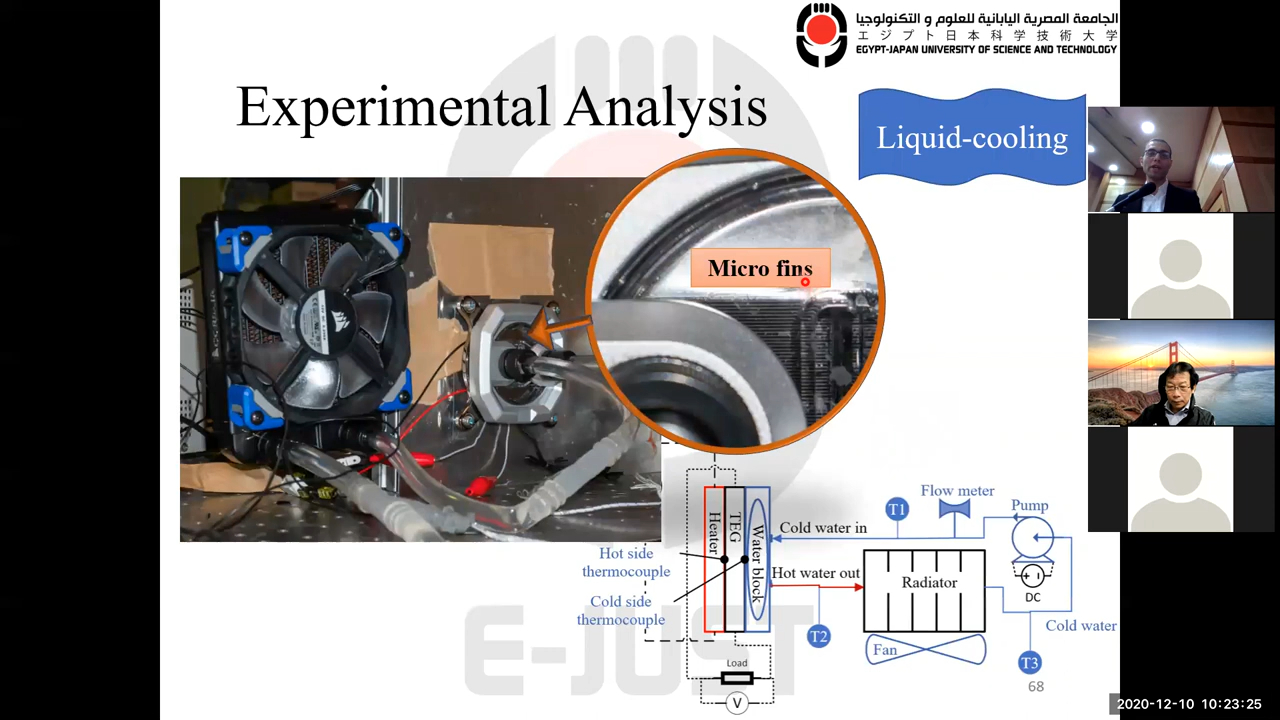 الجامعة المصرية اليابانية للعلوم و التكنولوجيا
エジプト日本科学技術大学
EGYPT-JAPAN UNIVERSITY OF SCIENCE AND TECHNOLOGY
Experimental Analysis
Liquid-cooling
Micro fins
Flow meter
Pump
T1
Cold water in
Heater
TEG
Water block
Hot side
thermocouple
Hot water out
Radiator
DC
Cold side
thermocouple
Cold water
T2
Fan
T3
Load
V
68
E-JUST
2020-12-10 10:23:25